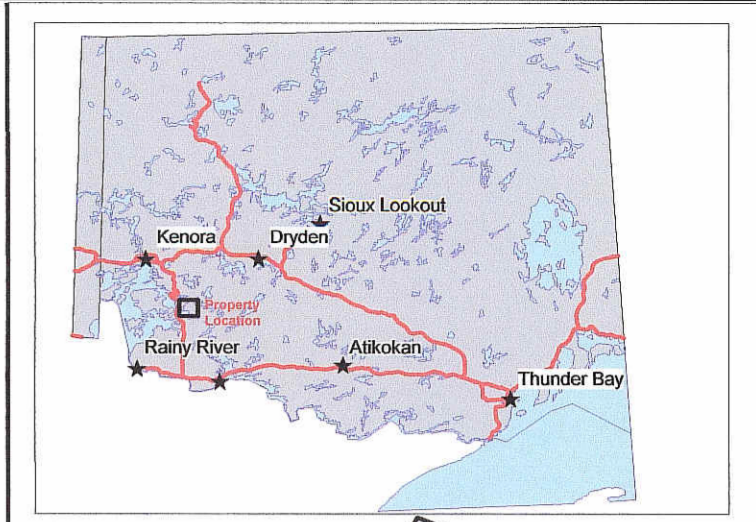 Sioux Lookout
Kenora
Dryden
Property
Location
Rainy River
Atikokan
Thunder Bay